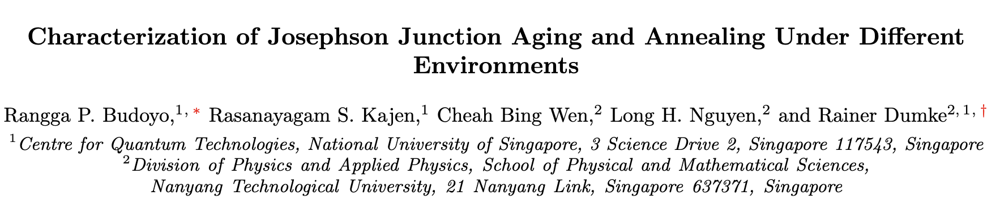 Characterization of Josephson Junction Aging and Annealing Under Different
Environments
Rangga P. Budoyo,1, * Rasanayagam S. Kajen,1 Cheah Bing Wen,2 Long H. Nguyen,2 and Rainer Dumke2, 1, †
1Centre for Quantum Technologies, National University of Singapore, 3 Science Drive 2, Singapore 117543, Singapore
2Division of Physics and Applied Physics, School of Physical and Mathematical Sciences,
Nanyang Technological University, 21 Nanyang Link, Singapore 637371, Singapore